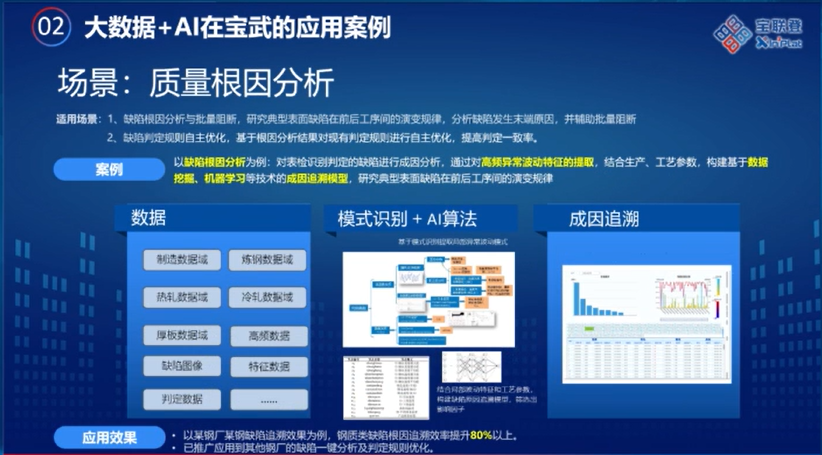 02
大数据+AI在宝武的应用案例
宝联登
XinPlat
场景：质量根因分析
适用场景：1、缺陷根因分析与批量阻断，研究典型表面缺陷在前后工序间的演变规律，分析缺陷发生末端原因，并辅助批量阻断
2、缺陷判定规则自主优化，基于根因分析结果对现有判定规则进行自主优化，提高判定一致率。
案例
以缺陷根因分析为例：对表检识别判定的缺陷进行成因分析，通过对高频异常波动特征的提取，结合生产、工艺参数，构建基于数据
挖掘、机器学习等技术的成因追溯模型，研究典型表面缺陷在前后工序间的演变规律
数据
制造数据域
炼钢数据域
热轧数据域
冷轧数据域
厚板数据域
高频数据
缺陷图像
特征数据
判定数据
......
模式识别 + AI算法
基于模式识别提取局部异常波动模式
结合局部波动特征和工艺参数，
构建缺陷原因追溯模型，筛选出
影响因子
成因追溯
应用效果
• 以某钢厂某钢缺陷追溯效果为例，钢质类缺陷根因追溯效率提升80%以上。
• 已推广应用到其他钢厂的缺陷一键分析及判定规则优化。